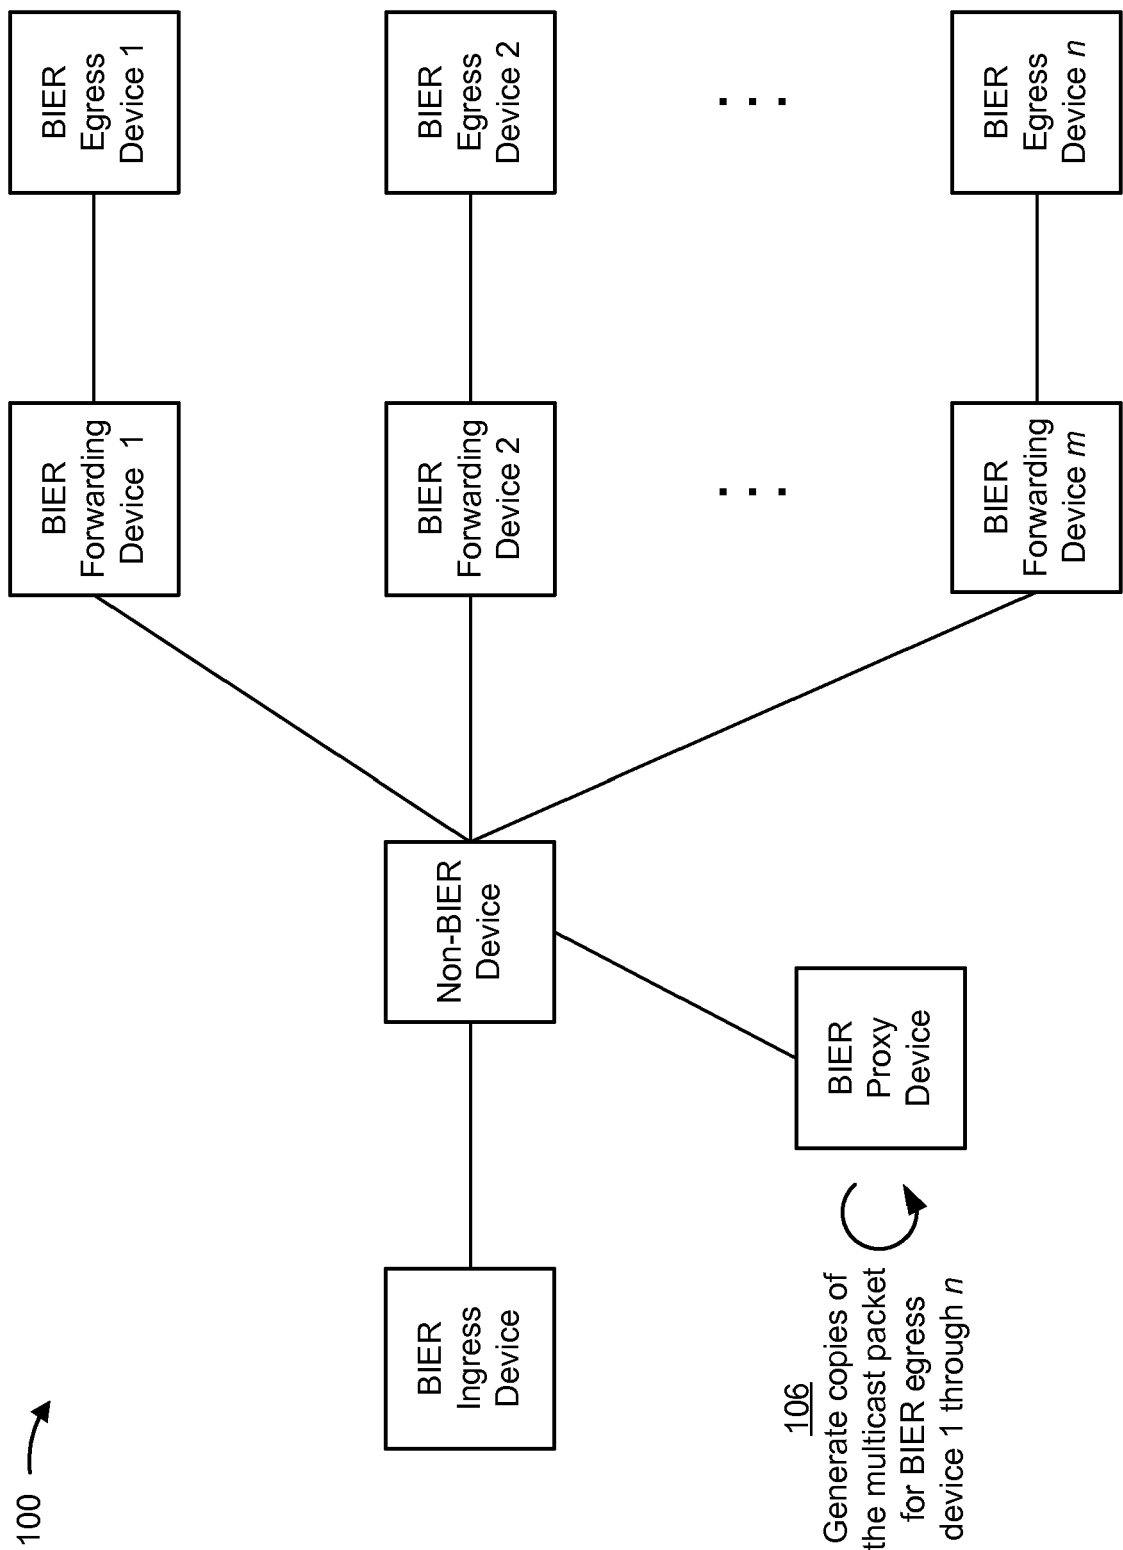 100
BIER
Ingress
Device
106
Generate copies of
the multicast packet
for BIER egress
device 1 through n
BIER
Proxy
Device
Non-BIER
Device
BIER
Forwarding
Device 1
BIER
Forwarding
Device 2
. . .
BIER
Forwarding
Device m
BIER
Egress
Device 1
BIER
Egress
Device 2
. . .
BIER
Egress
Device n